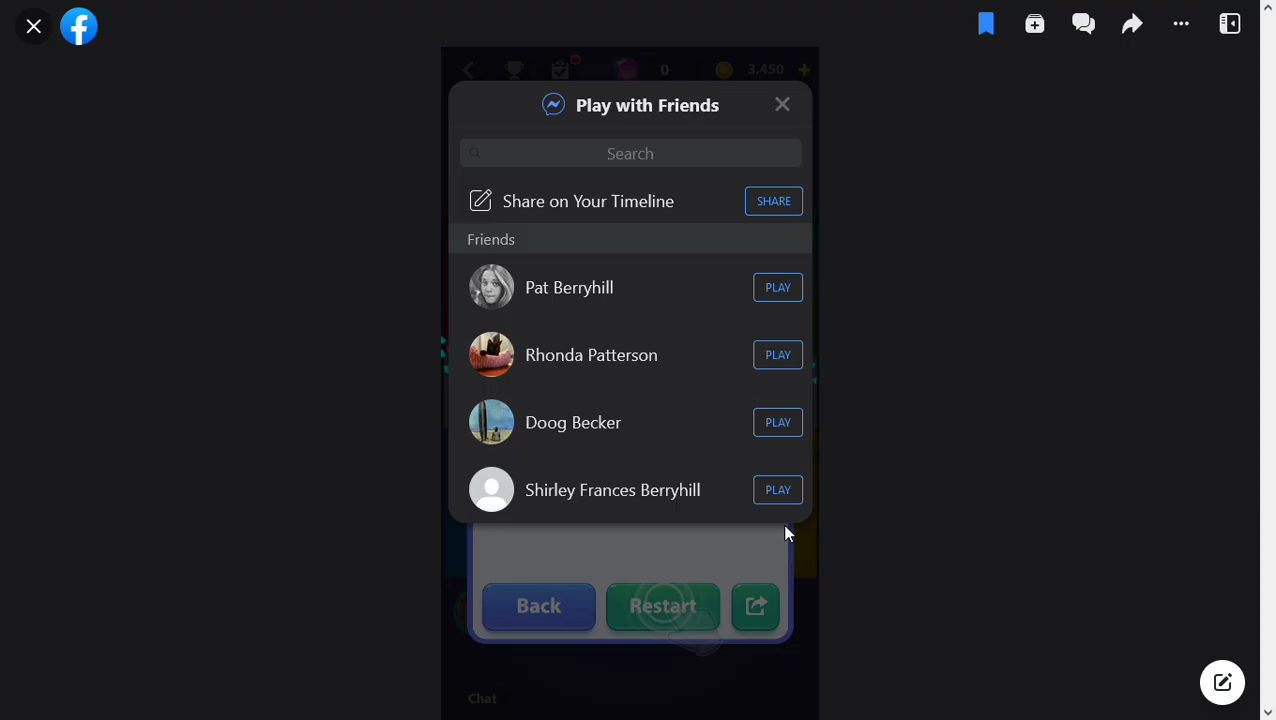 0
3,450
Play with Friends
Search
Share on Your Timeline
SHARE
Friends
Pat Berryhill
PLAY
Rhonda Patterson
PLAY
Doog Becker
PLAY
Shirley Frances Berryhill
PLAY
Back
Restart
Chat